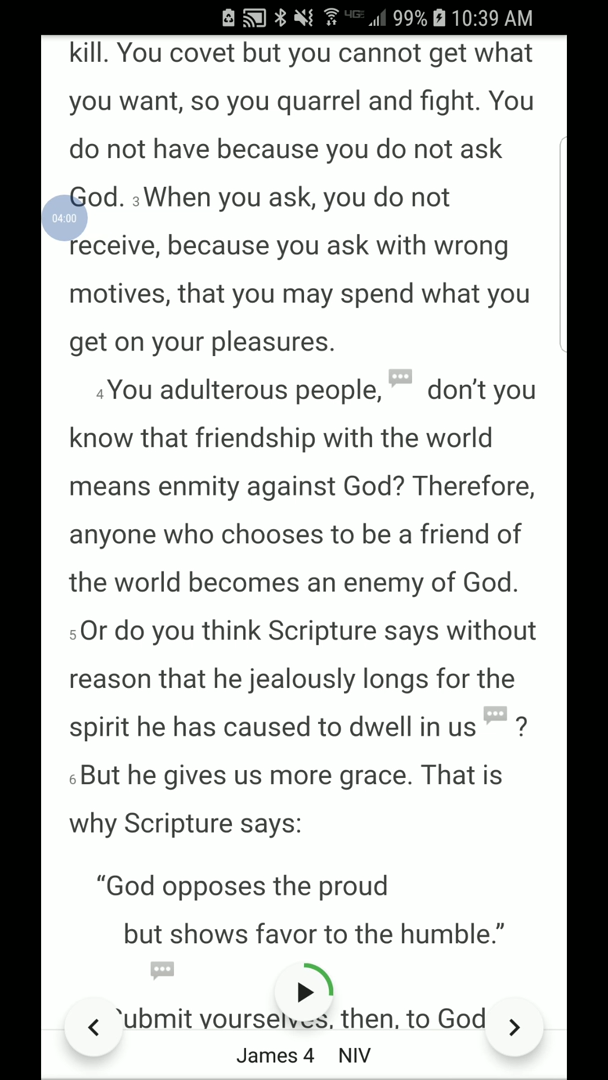 4GE 99% 10:39 AM
kill. You covet but you cannot get what
you want, so you quarrel and fight. You
do not have because you do not ask
God. 3 When you ask, you do not
04:00
receive, because you ask with wrong
motives, that you may spend what you
get on your pleasures.
4 You adulterous people, don’t you
know that friendship with the world
means enmity against God? Therefore,
anyone who chooses to be a friend of
the world becomes an enemy of God.
5 Or do you think Scripture says without
reason that he jealously longs for the
spirit he has caused to dwell in us ?
6 But he gives us more grace. That is
why Scripture says:
“God opposes the proud
but shows favor to the humble.”
Submit yourselves, then, to God
James 4 NIV